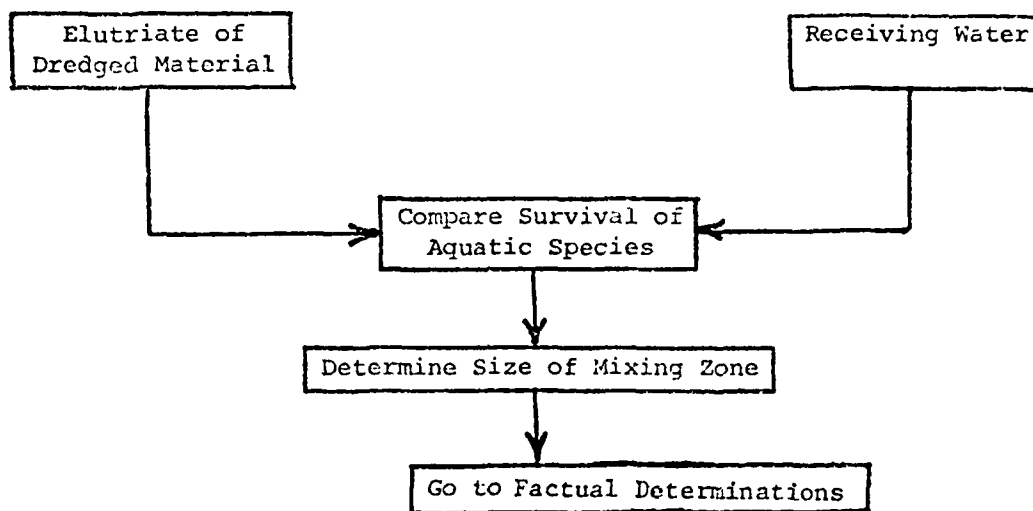 Elutriate of
Dredged Material
Receiving Water
Compare Survival of
Aquatic Species
Determine Size of Mixing Zone
Go to Factual Determinations